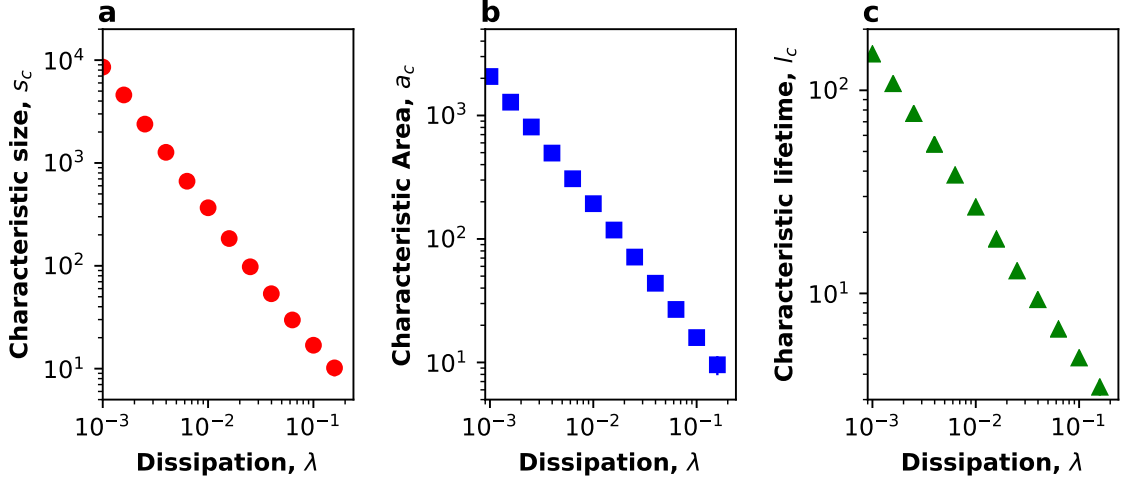 a
Characteristic size, s_c
10^4
10^3
10^2
10^1
10^-3
10^-2
10^-1
Dissipation, λ
b
Characteristic Area, a_c
10^3
10^2
10^1
10^-3
10^-2
10^-1
Dissipation, λ
c
Characteristic lifetime, l_c
10^2
10^1
10^-3
10^-2
10^-1
Dissipation, λ